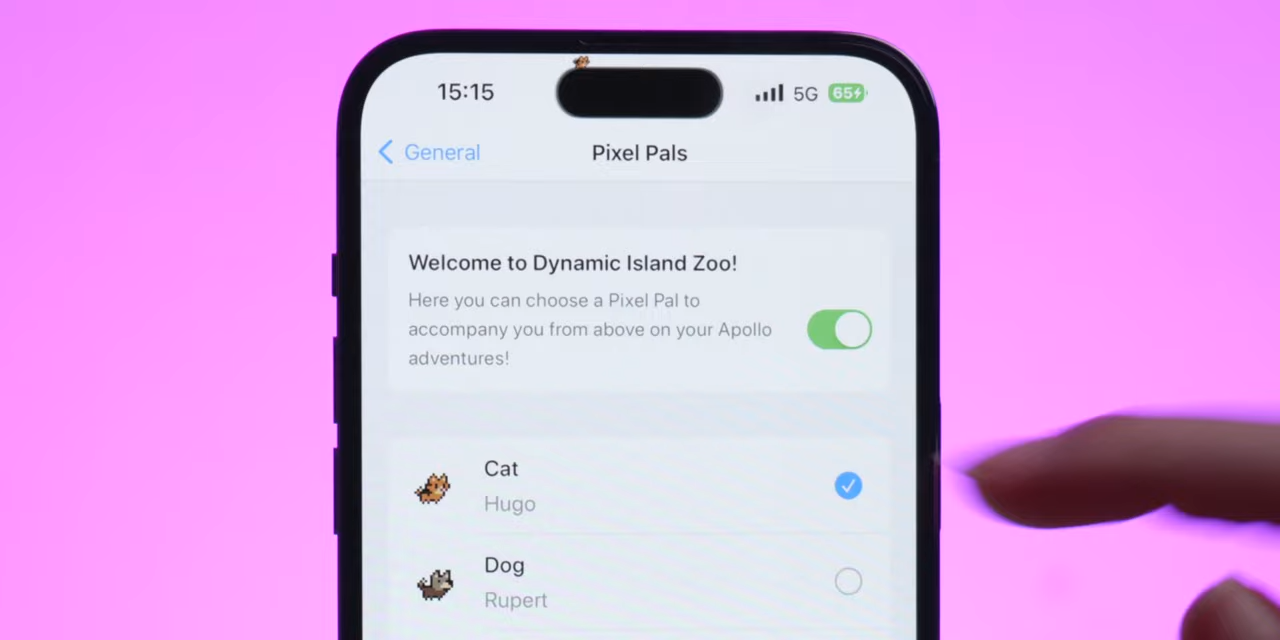 15:15
5G
65
General
Pixel Pals
Welcome to Dynamic Island Zoo!
Here you can choose a Pixel Pal to
accompany you from above on your Apollo
adventures!
Cat
Hugo
Dog
Rupert